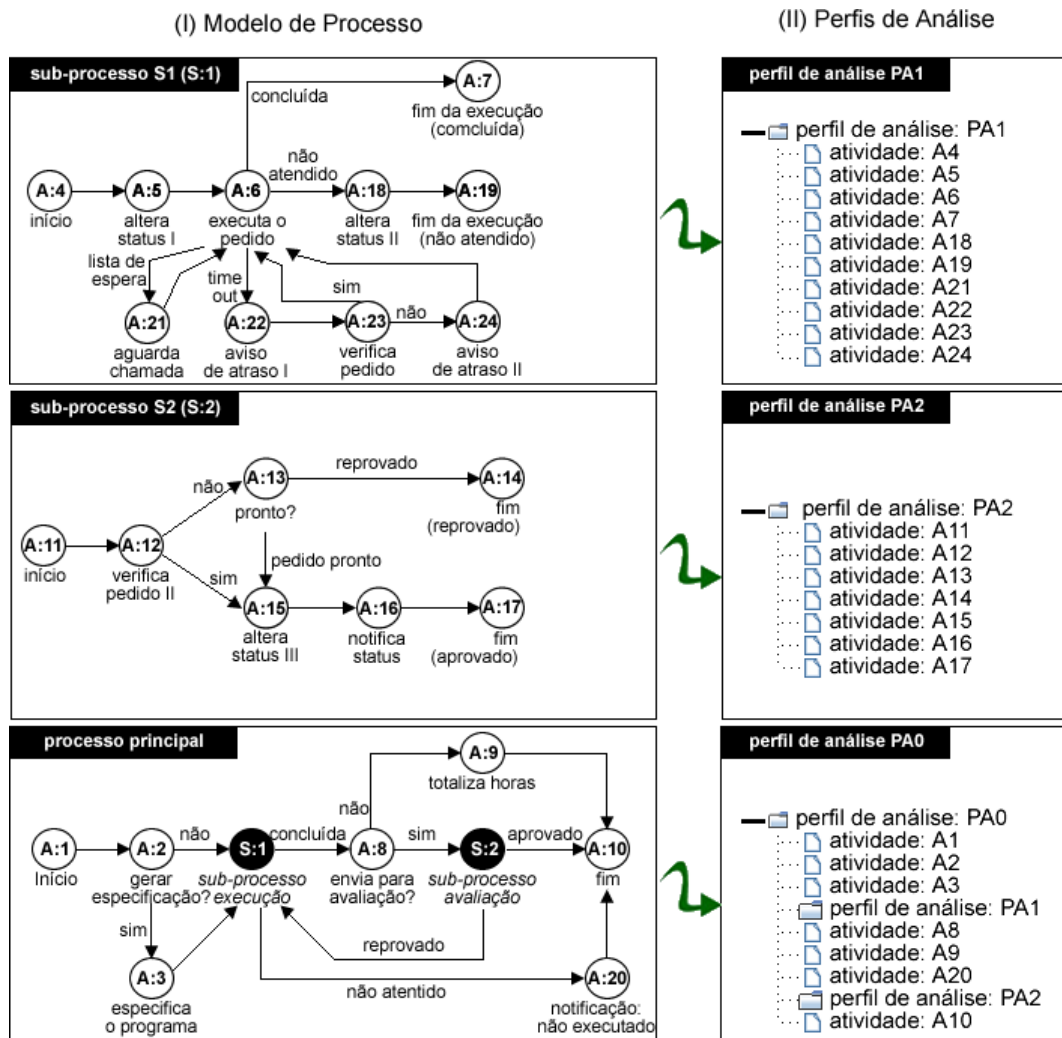 (I) Modelo de Processo
(II) Perfis de Análise
sub-processo S1 (S:1)
A:7
concluída
fim da execução
(comcluída)
não
atendido
A:4
A:5
A:6
A:18
A:19
início
altera
status I
executa o
pedido
altera
status II
fim da execução
(não atendido)
lista de
espera
time
out
sim
não
A:21
A:22
A:23
A:24
aguarda
chamada
aviso
de atraso I
verifica
pedido
aviso
de atraso II
perfil de análise PA1
perfil de análise: PA1
atividade: A4
atividade: A5
atividade: A6
atividade: A7
atividade: A18
atividade: A19
atividade: A21
atividade: A22
atividade: A23
atividade: A24
sub-processo S2 (S:2)
reprovado
A:13
A:14
não
pronto?
fim
(reprovado)
A:11
A:12
início
verifica
pedido II
pedido pronto
sim
A:15
A:16
A:17
altera
status III
notifica
status
fim
(aprovado)
perfil de análise PA2
perfil de análise: PA2
atividade: A11
atividade: A12
atividade: A13
atividade: A14
atividade: A15
atividade: A16
atividade: A17
processo principal
A:9
totaliza horas
não
não
concluída
sim
aprovado
A:1
A:2
S:1
A:8
S:2
A:10
Início
gerar
especificação?
sub-processo
execução
envia para
avaliação?
sub-processo
avaliação
fim
sim
reprovado
A:3
não atentido
A:20
especifica
o programa
notificação:
não executado
perfil de análise PA0
perfil de análise: PA0
atividade: A1
atividade: A2
atividade: A3
perfil de análise: PA1
atividade: A8
atividade: A9
atividade: A20
perfil de análise: PA2
atividade: A10